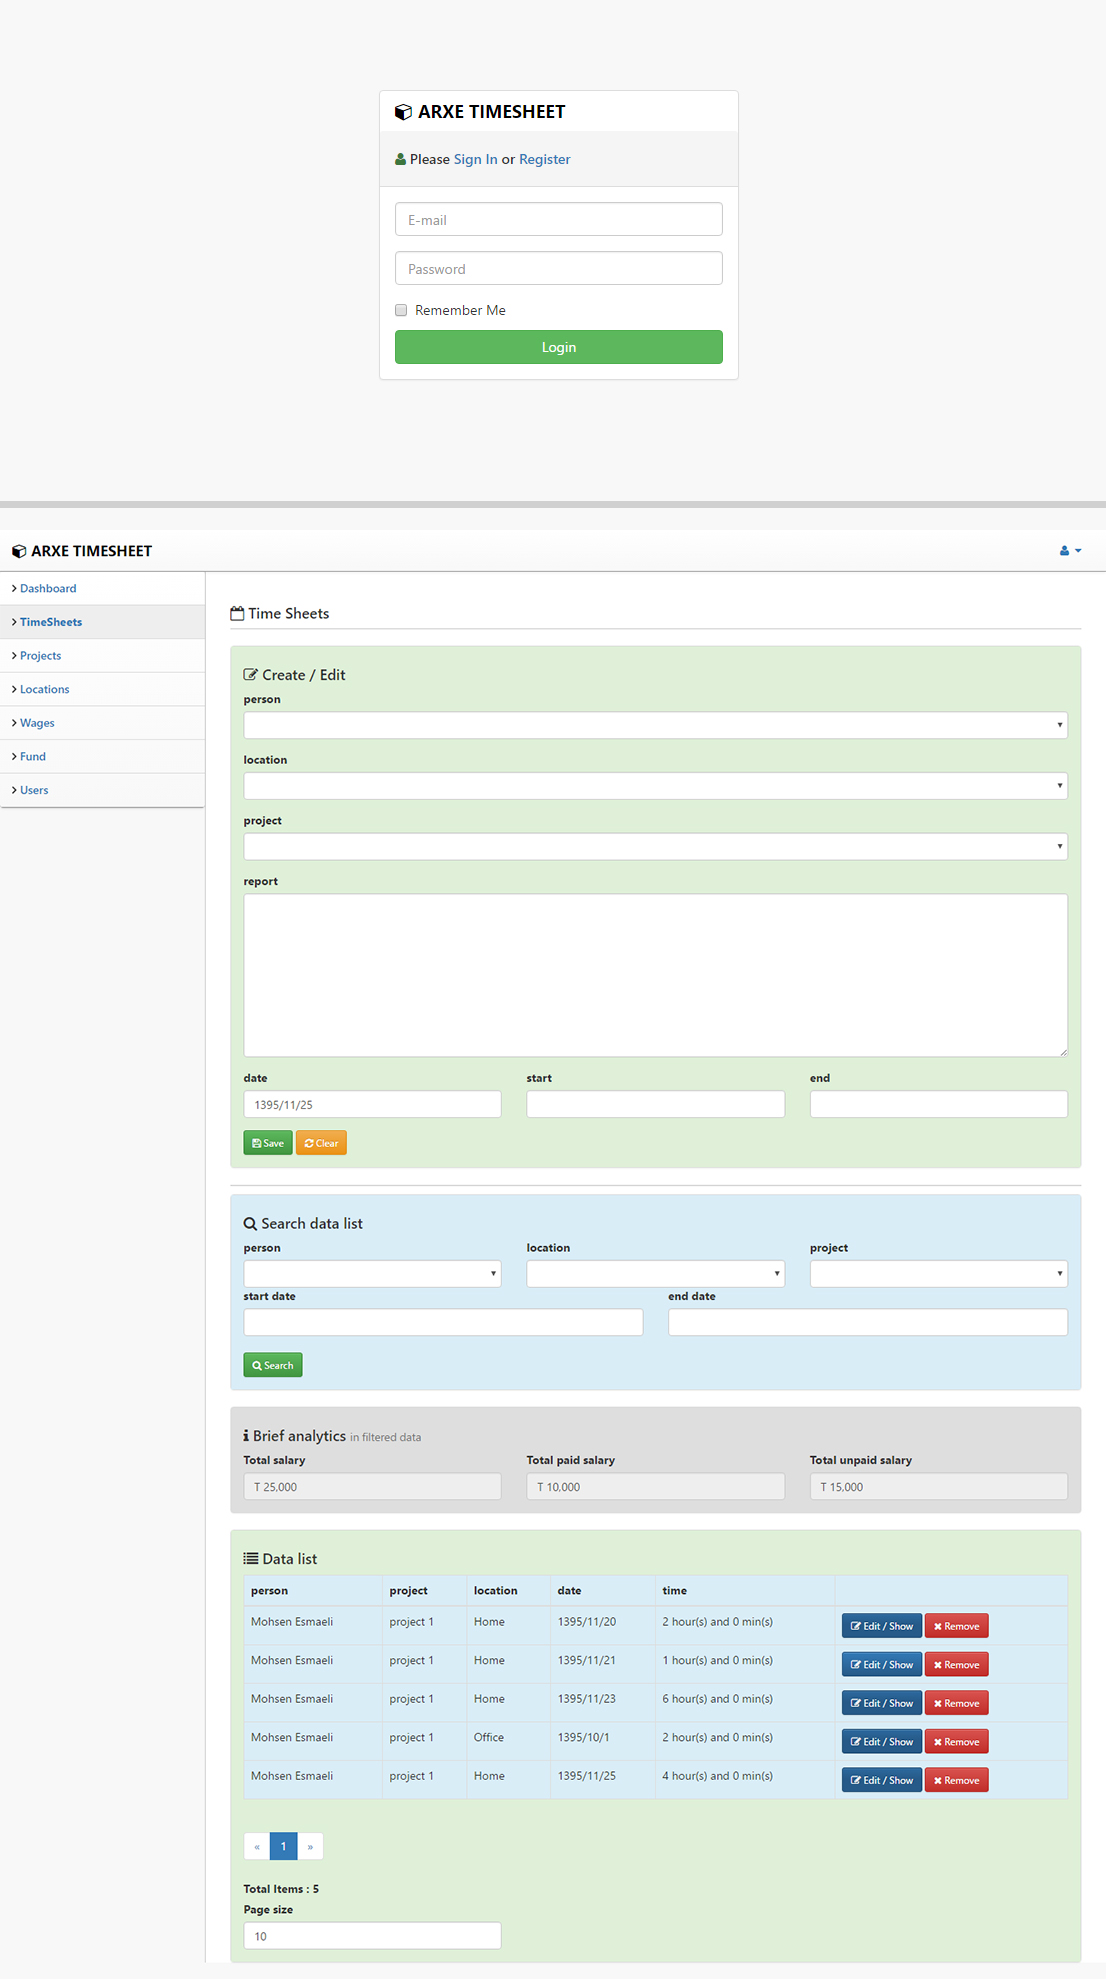 ARXE TIMESHEET
Please Sign In or Register
E-mail
Password
Remember Me
Login
ARXE TIMESHEET
Dashboard
TimeSheets
Projects
Locations
Wages
Fund
Users
Time Sheets
Create / Edit
person
location
project
report
date start end
1395/11/25
Save Clear
Search data list
person location project
start date end date
Search
Brief analytics in filtered data
Total salary Total paid salary Total unpaid salary
T 25,000 T 10,000 T 15,000
Data list
person project location date time
Mohsen Esmaeli project 1 Home 1395/11/20 2 hour(s) and 0 min(s) Edit / Show Remove
Mohsen Esmaeli project 1 Home 1395/11/21 1 hour(s) and 0 min(s) Edit / Show Remove
Mohsen Esmaeli project 1 Home 1395/11/23 6 hour(s) and 0 min(s) Edit / Show Remove
Mohsen Esmaeli project 1 Office 1395/10/1 2 hour(s) and 0 min(s) Edit / Show Remove
Mohsen Esmaeli project 1 Home 1395/11/25 4 hour(s) and 0 min(s) Edit / Show Remove
« 1 »
Total Items : 5
Page size
10